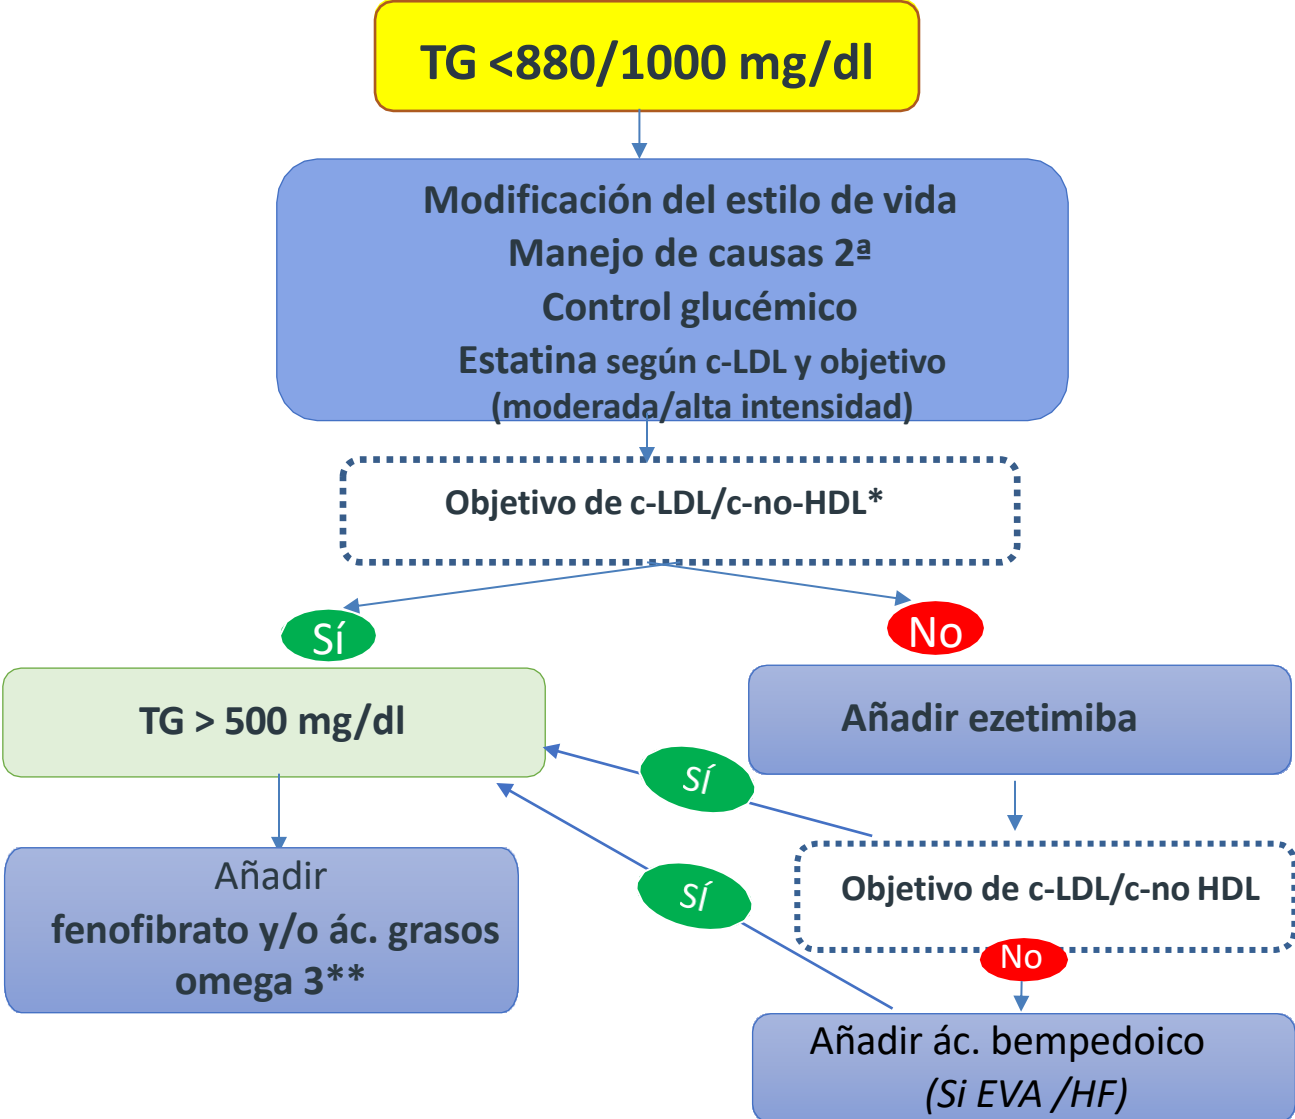 TG <880/1000 mg/dl
Modificación del estilo de vida
Manejo de causas 2ª
Control glucémico
Estatina según c-LDL y objetivo
(moderada/alta intensidad)
Objetivo de c-LDL/c-no-HDL*
Sí
No
TG > 500 mg/dl
Añadir ezetimiba
SÍ
Añadir
fenofibrato y/o ác. grasos
omega 3**
Objetivo de c-LDL/c-no HDL
SÍ
No
Añadir ác. bempedoico
(Si EVA /HF)